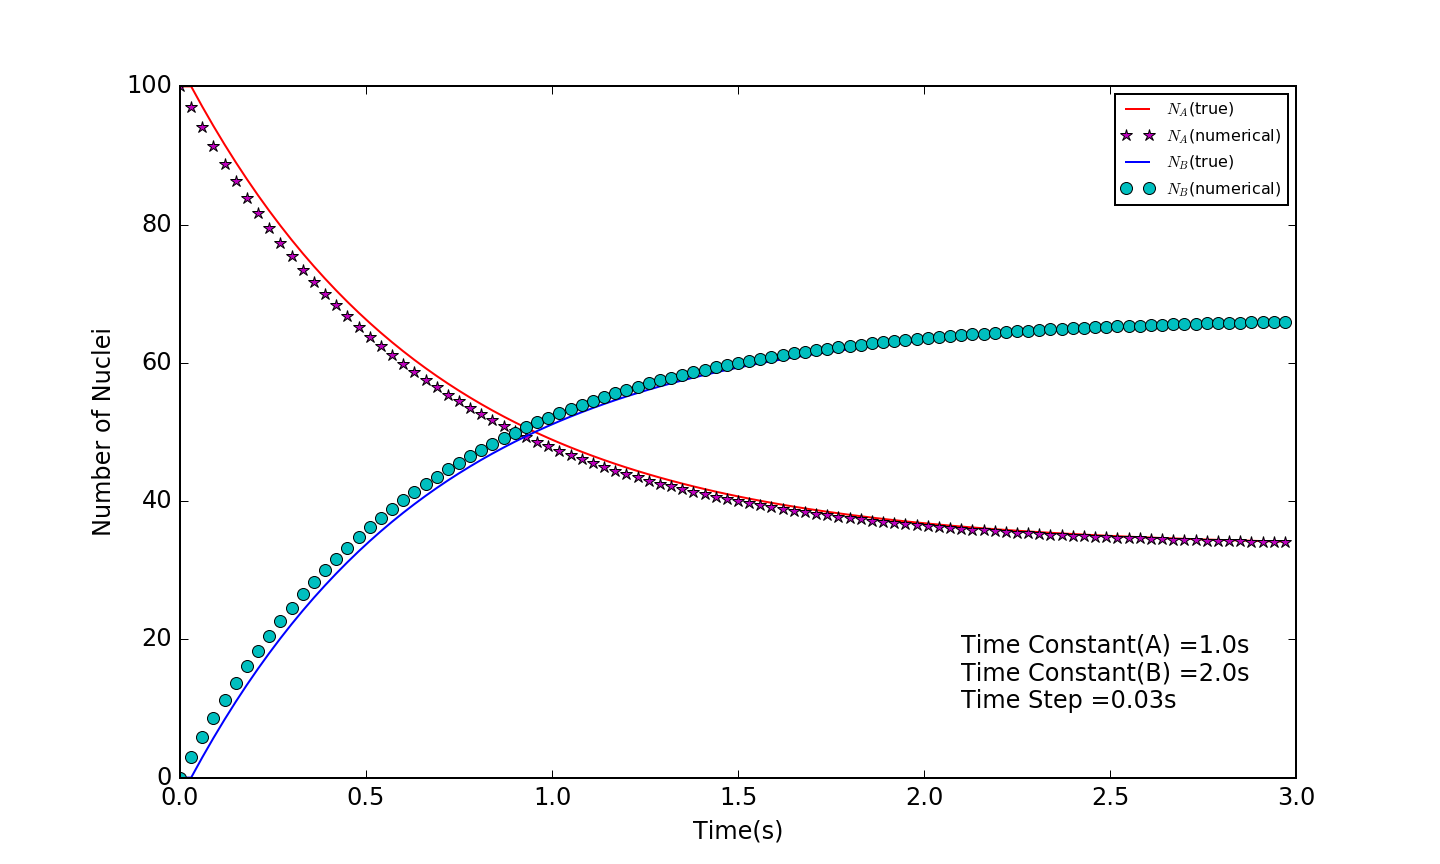 100
80
60
40
20
0
Number of Nuclei
0.0 0.5 1.0 1.5 2.0 2.5 3.0
Time(s)
N_A(true)
N_A(numerical)
N_B(true)
N_B(numerical)
Time Constant(A) =1.0s
Time Constant(B) =2.0s
Time Step =0.03s